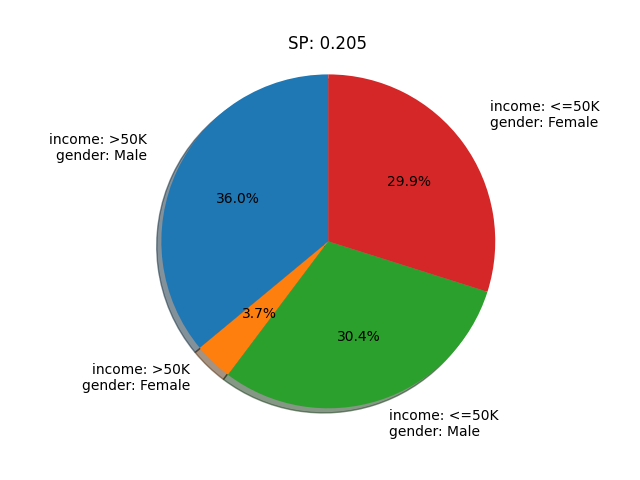 SP: 0.205
income: <=50K
gender: Female
income: >50K
gender: Male
29.9%
36.0%
3.7%
30.4%
income: >50K
gender: Female
income: <=50K
gender: Male